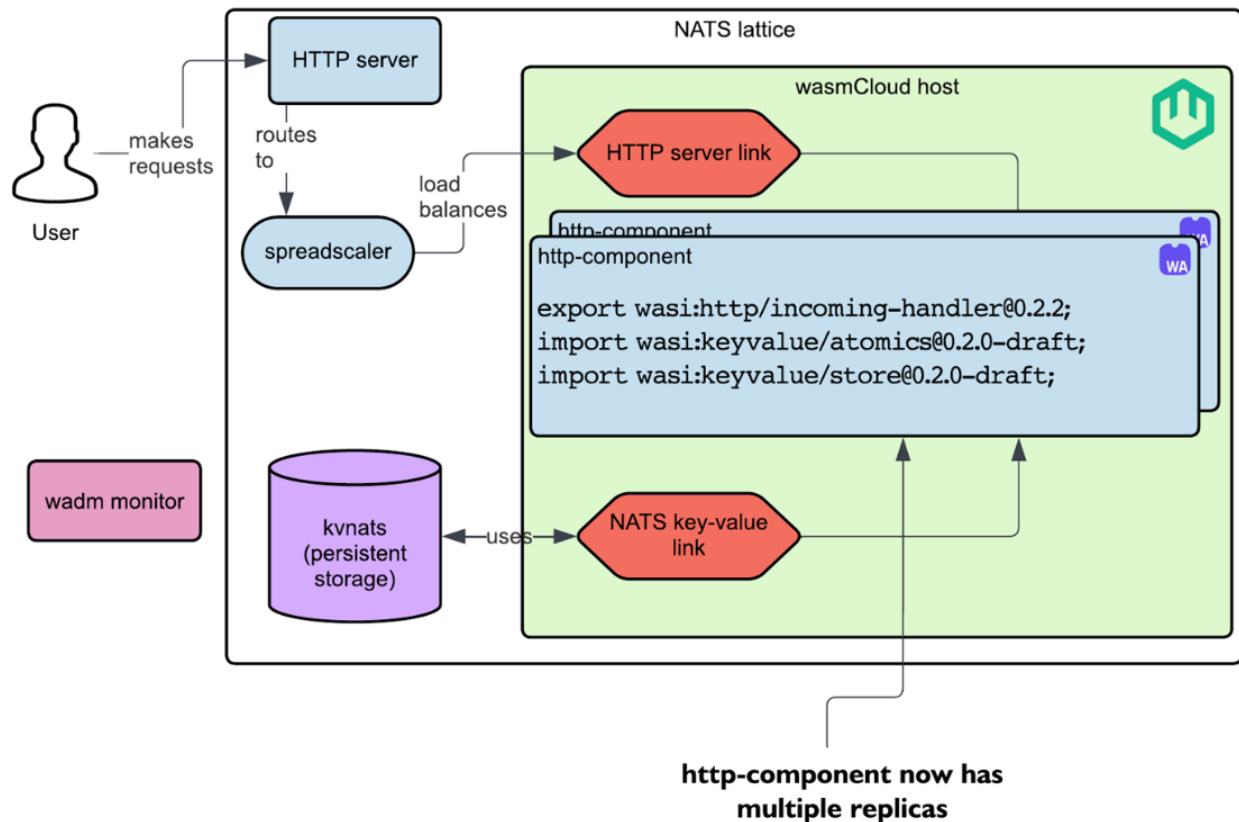 NATS lattice
HTTP server
wasmCloud host
makes
requests
routes
to
HTTP server link
load
balances
User
spreadscaler
http-component
WA
http-component
WA
export wasi:http/incoming-handler@0.2.2;
import wasi:keyvalue/atomics@0.2.0-draft;
import wasi:keyvalue/store@0.2.0-draft;
wadm monitor
kvnats
(persistent
storage)
uses
NATS key-value
link
http-component now has
multiple replicas